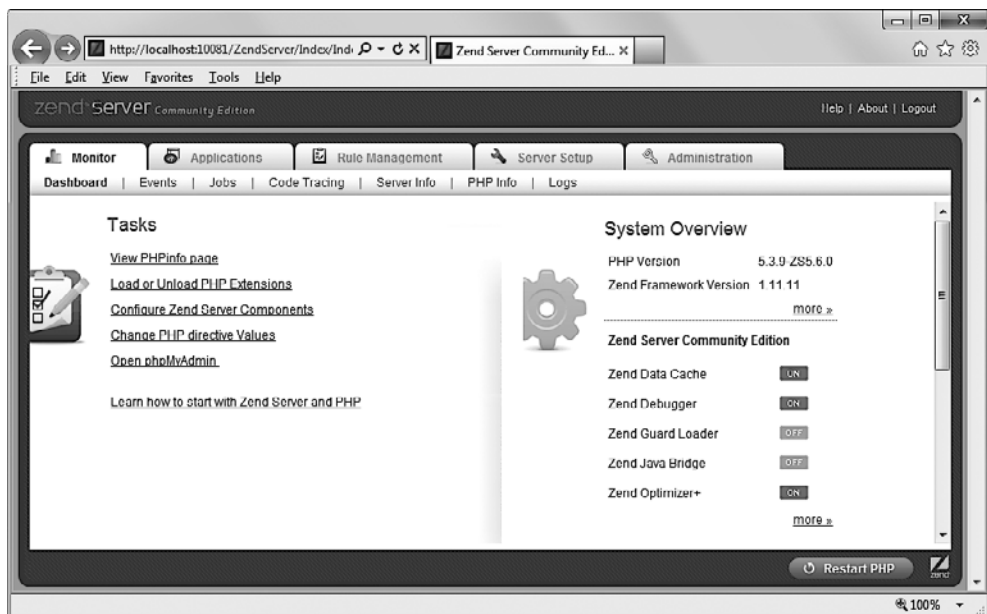 http://localhost:10081/ZendServer/Index/Ind
Zend Server Community Ed...
File Edit View Favorites Tools Help
zend server Community Edition
Help | About | Logout
Monitor Applications Rule Management Server Setup Administration
Dashboard | Events | Jobs | Code Tracing | Server Info | PHP Info | Logs
Tasks
View PHPinfo page
Load or Unload PHP Extensions
Configure Zend Server Components
Change PHP directive Values
Open phpMyAdmin
Learn how to start with Zend Server and PHP
System Overview
PHP Version 5.3.9-ZS5.6.0
Zend Framework Version 1.11.11
more »
Zend Server Community Edition
Zend Data Cache ON
Zend Debugger ON
Zend Guard Loader OFF
Zend Java Bridge OFF
Zend Optimizer+ ON
more »
Restart PHP
zend
100%